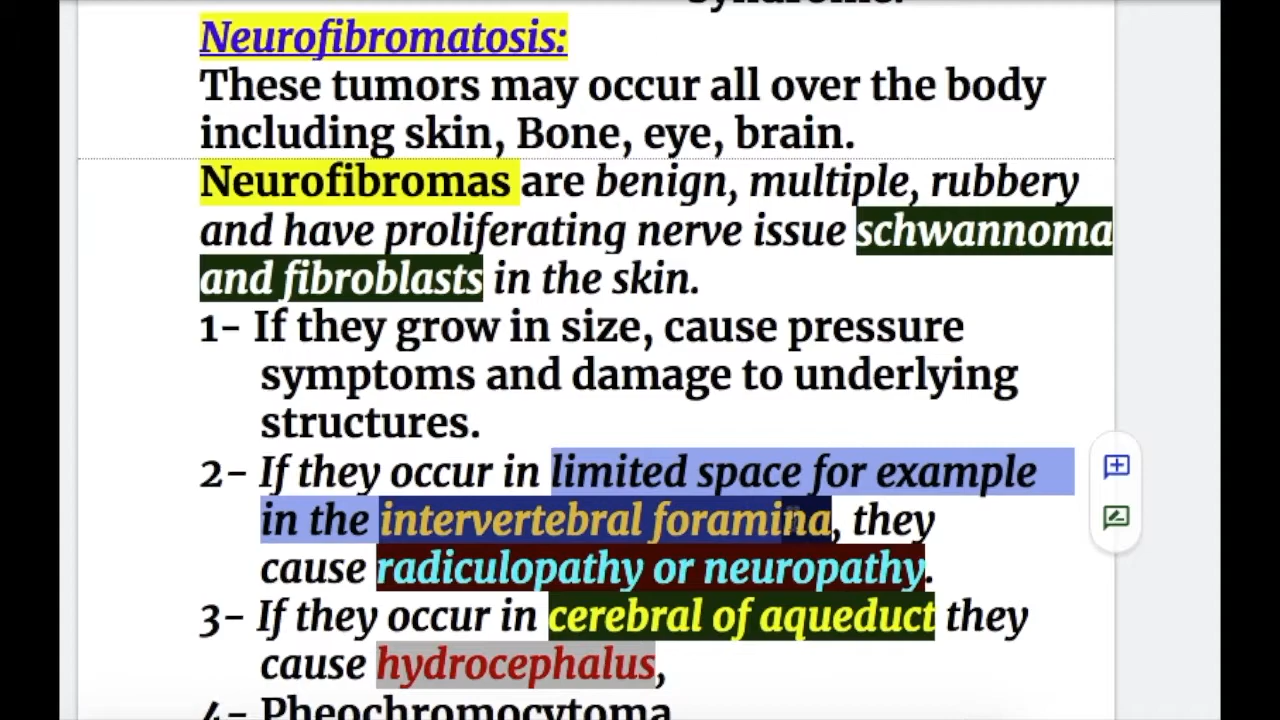 syndrome.
Neurofibromatosis:
These tumors may occur all over the body
including skin, Bone, eye, brain.
Neurofibromas are benign, multiple, rubbery
and have proliferating nerve issue schwannoma
and fibroblasts in the skin.
1- If they grow in size, cause pressure
symptoms and damage to underlying
structures.
2- If they occur in limited space for example
in the intervertebral foramina, they
cause radiculopathy or neuropathy.
3- If they occur in cerebral of aqueduct they
cause hydrocephalus,
4- Pheochromocytoma